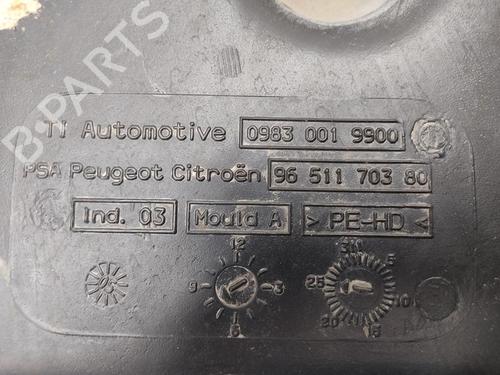 B-PARTS
TI Automotive 0983 001 9900
PSA Peugeot Citroën 96 511 703 80
Ind. 03 Mould A > PE-HD <
12
9 3
6
5
25
10
20 15